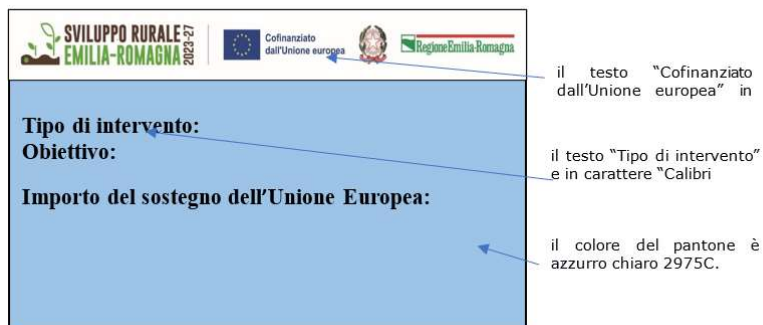 SVILUPPO RURALE
EMILIA-ROMAGNA
2023-27
Cofinanziato
dall'Unione europea
RegioneEmilia-Romagna
il testo "Cofinanziato
dall'Unione europea" in
Tipo di intervento:
Obiettivo:
il testo "Tipo di intervento"
e in carattere "Calibri
Importo del sostegno dell'Unione Europea:
il colore del pantone è
azzurro chiaro 2975C.